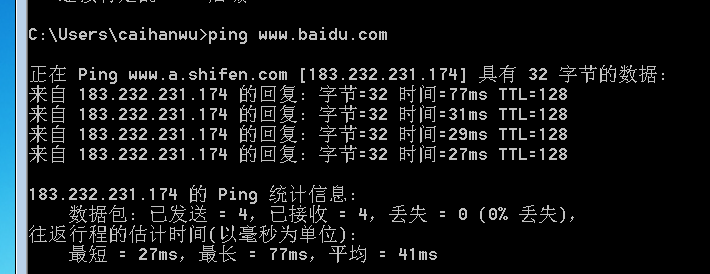 C:\Users\caihanwu>ping www.baidu.com
正在 Ping www.a.shifen.com [183.232.231.174] 具有 32 字节的数据:
来自 183.232.231.174 的回复: 字节=32 时间=77ms TTL=128
来自 183.232.231.174 的回复: 字节=32 时间=31ms TTL=128
来自 183.232.231.174 的回复: 字节=32 时间=29ms TTL=128
来自 183.232.231.174 的回复: 字节=32 时间=27ms TTL=128
183.232.231.174 的 Ping 统计信息:
数据包: 已发送 = 4，已接收 = 4，丢失 = 0 (0% 丢失)，
往返行程的估计时间(以毫秒为单位):
最短 = 27ms，最长 = 77ms，平均 = 41ms